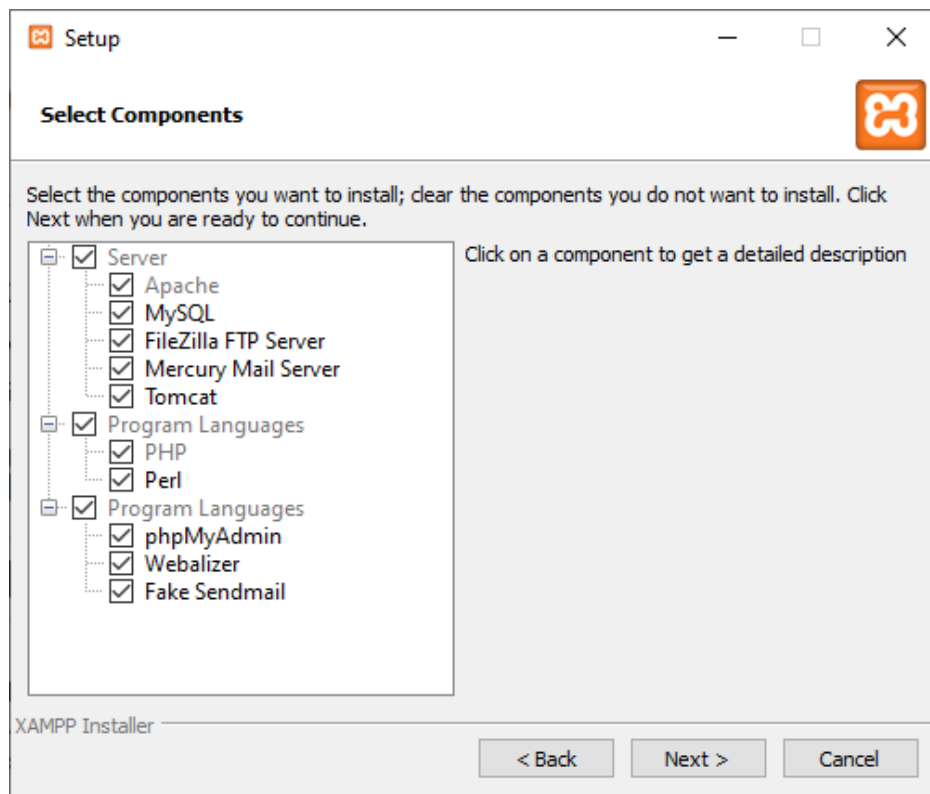 Setup
Select Components
Select the components you want to install; clear the components you do not want to install. Click
Next when you are ready to continue.
Server
Apache
MySQL
FileZilla FTP Server
Mercury Mail Server
Tomcat
Program Languages
PHP
Perl
Program Languages
phpMyAdmin
Webalizer
Fake Sendmail
Click on a component to get a detailed description
XAMPP Installer
< Back
Next >
Cancel